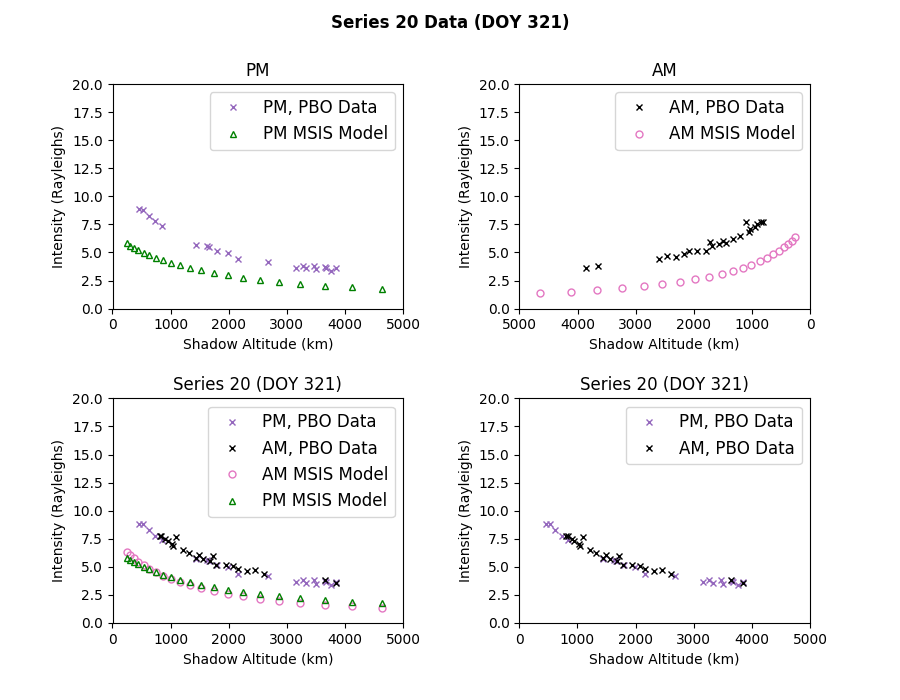 Series 20 Data (DOY 321)
PM
20.0
17.5
15.0
12.5
10.0
7.5
5.0
2.5
0.0
Intensity (Rayleighs)
PM, PBO Data
PM MSIS Model
0 1000 2000 3000 4000 5000
Shadow Altitude (km)
AM
20.0
17.5
15.0
12.5
10.0
7.5
5.0
2.5
0.0
Intensity (Rayleighs)
AM, PBO Data
AM MSIS Model
5000 4000 3000 2000 1000 0
Shadow Altitude (km)
Series 20 (DOY 321)
20.0
17.5
15.0
12.5
10.0
7.5
5.0
2.5
0.0
Intensity (Rayleighs)
PM, PBO Data
AM, PBO Data
AM MSIS Model
PM MSIS Model
0 1000 2000 3000 4000 5000
Shadow Altitude (km)
Series 20 (DOY 321)
20.0
17.5
15.0
12.5
10.0
7.5
5.0
2.5
0.0
Intensity (Rayleighs)
PM, PBO Data
AM, PBO Data
0 1000 2000 3000 4000 5000
Shadow Altitude (km)